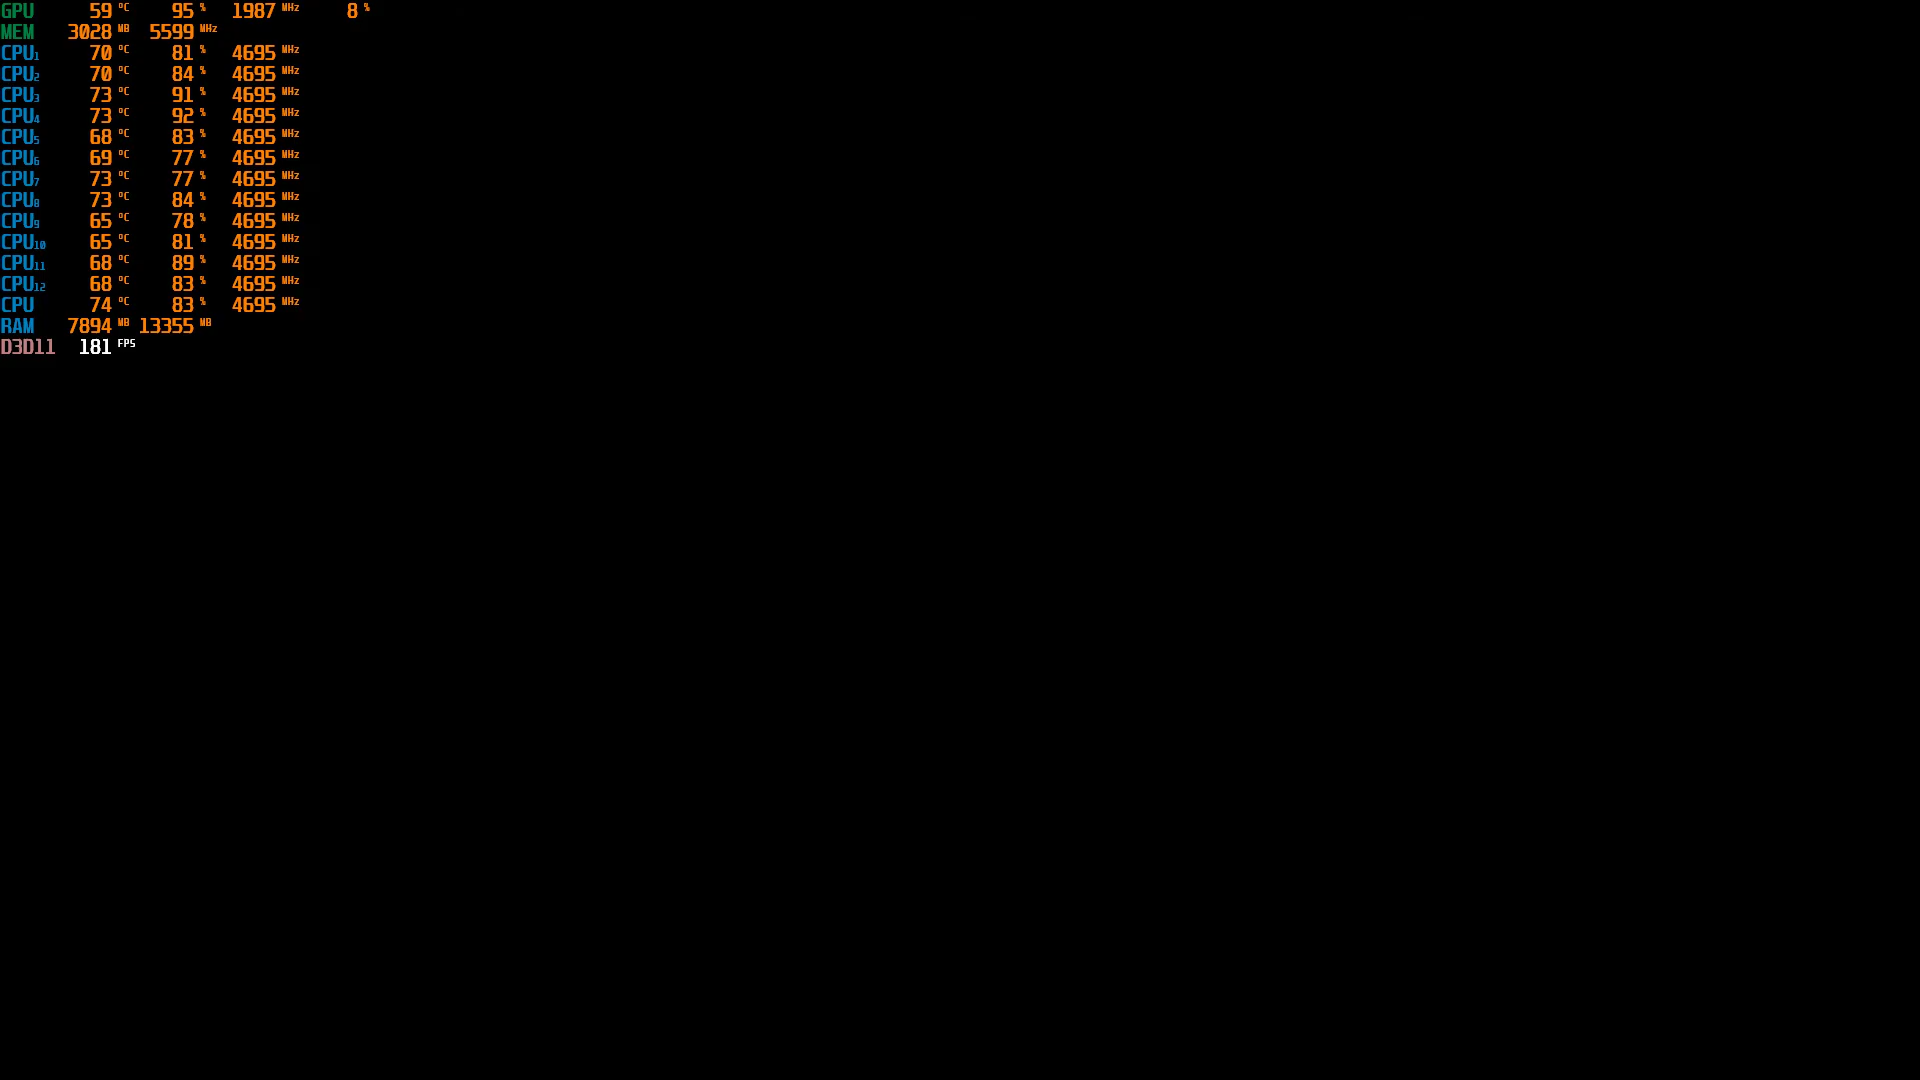 GPU 59 °C 95 % 1987 MHz 8 %
MEM 3028 MB 5599 MHz
CPU1 70 °C 81 % 4695 MHz
CPU2 70 °C 84 % 4695 MHz
CPU3 73 °C 91 % 4695 MHz
CPU4 73 °C 92 % 4695 MHz
CPU5 68 °C 83 % 4695 MHz
CPU6 69 °C 77 % 4695 MHz
CPU7 73 °C 77 % 4695 MHz
CPU8 73 °C 84 % 4695 MHz
CPU9 65 °C 78 % 4695 MHz
CPU10 65 °C 81 % 4695 MHz
CPU11 68 °C 89 % 4695 MHz
CPU12 68 °C 83 % 4695 MHz
CPU 74 °C 83 % 4695 MHz
RAM 7894 MB 13355 MB
D3D11 181 FPS